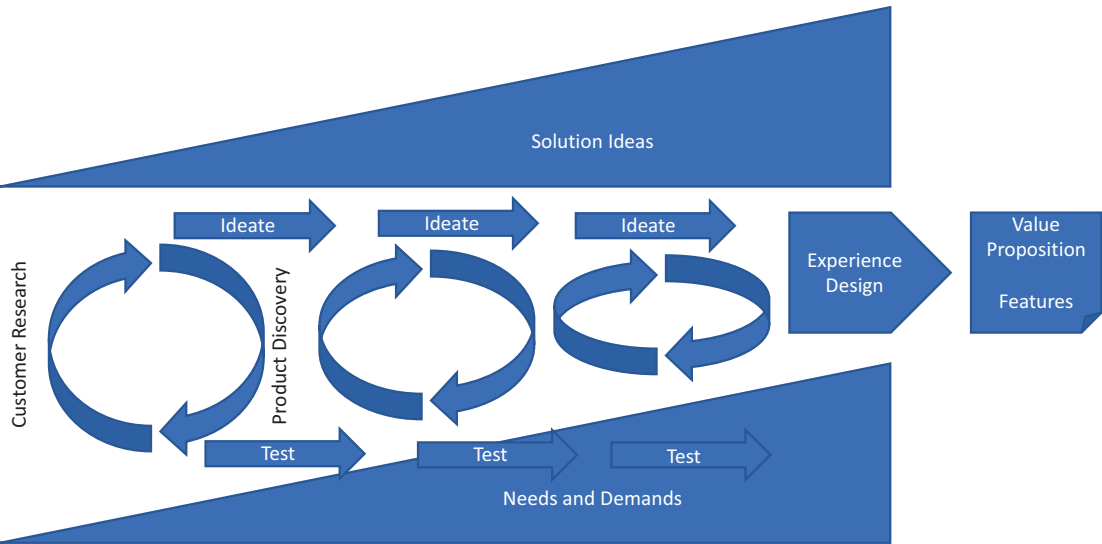 Solution Ideas
Ideate
Ideate
Ideate
Customer Research
Product Discovery
Experience
Design
Value
Proposition
Features
Test
Test
Test
Needs and Demands